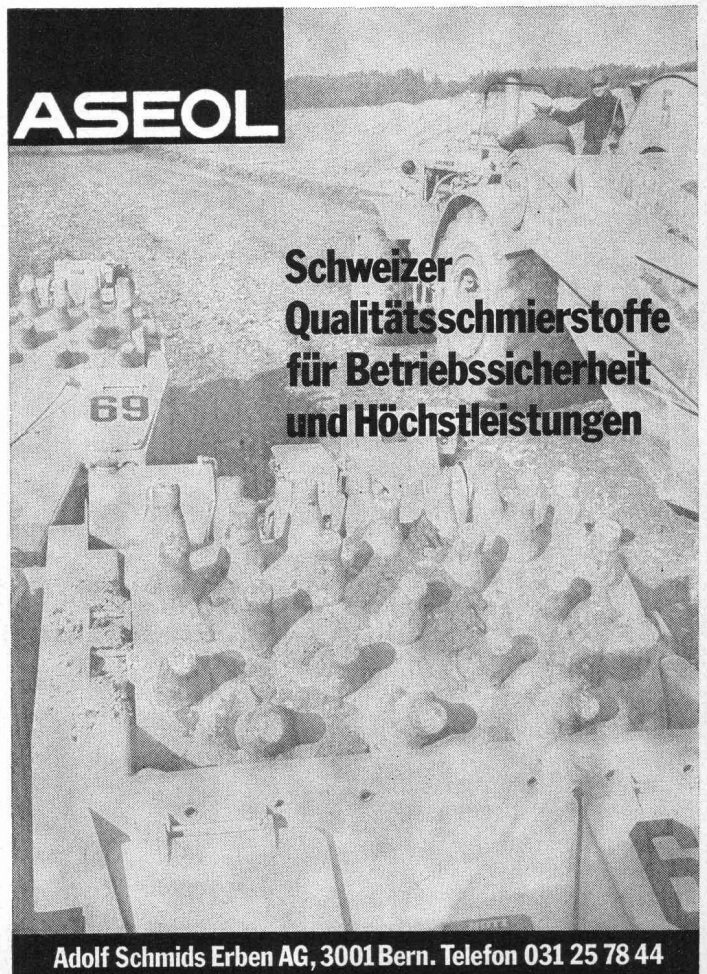 ASEOL
Schweizer
Qualitätsschmierstoffe
für Betriebssicherheit
und Höchstleistungen
69
6
Adolf Schmids Erben AG, 3001 Bern. Telefon 031 25 78 44